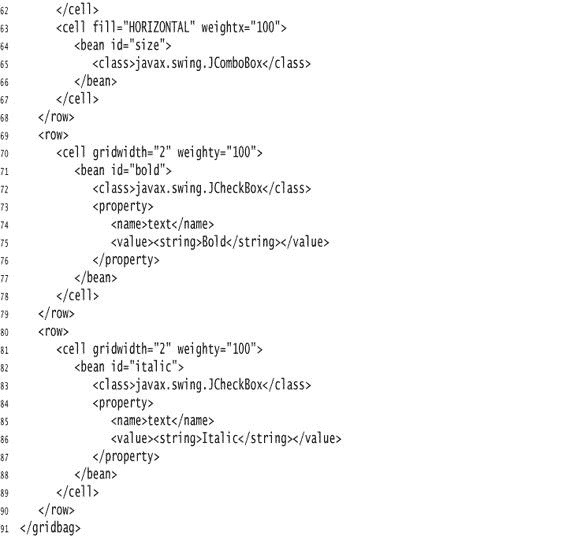 62 </cell>
63 <cell fill="HORIZONTAL" weightx="100">
64 <bean id="size">
65 <class>javax.swing.JComboBox</class>
66 </bean>
67 </cell>
68 </row>
69 <row>
70 <cell gridwidth="2" weighty="100">
71 <bean id="bold">
72 <class>javax.swing.JCheckBox</class>
73 <property>
74 <name>text</name>
75 <value><string>Bold</string></value>
76 </property>
77 </bean>
78 </cell>
79 </row>
80 <row>
81 <cell gridwidth="2" weighty="100">
82 <bean id="italic">
83 <class>javax.swing.JCheckBox</class>
84 <property>
85 <name>text</name>
86 <value><string>Italic</string></value>
87 </property>
88 </bean>
89 </cell>
90 </row>
91 </gridbag>